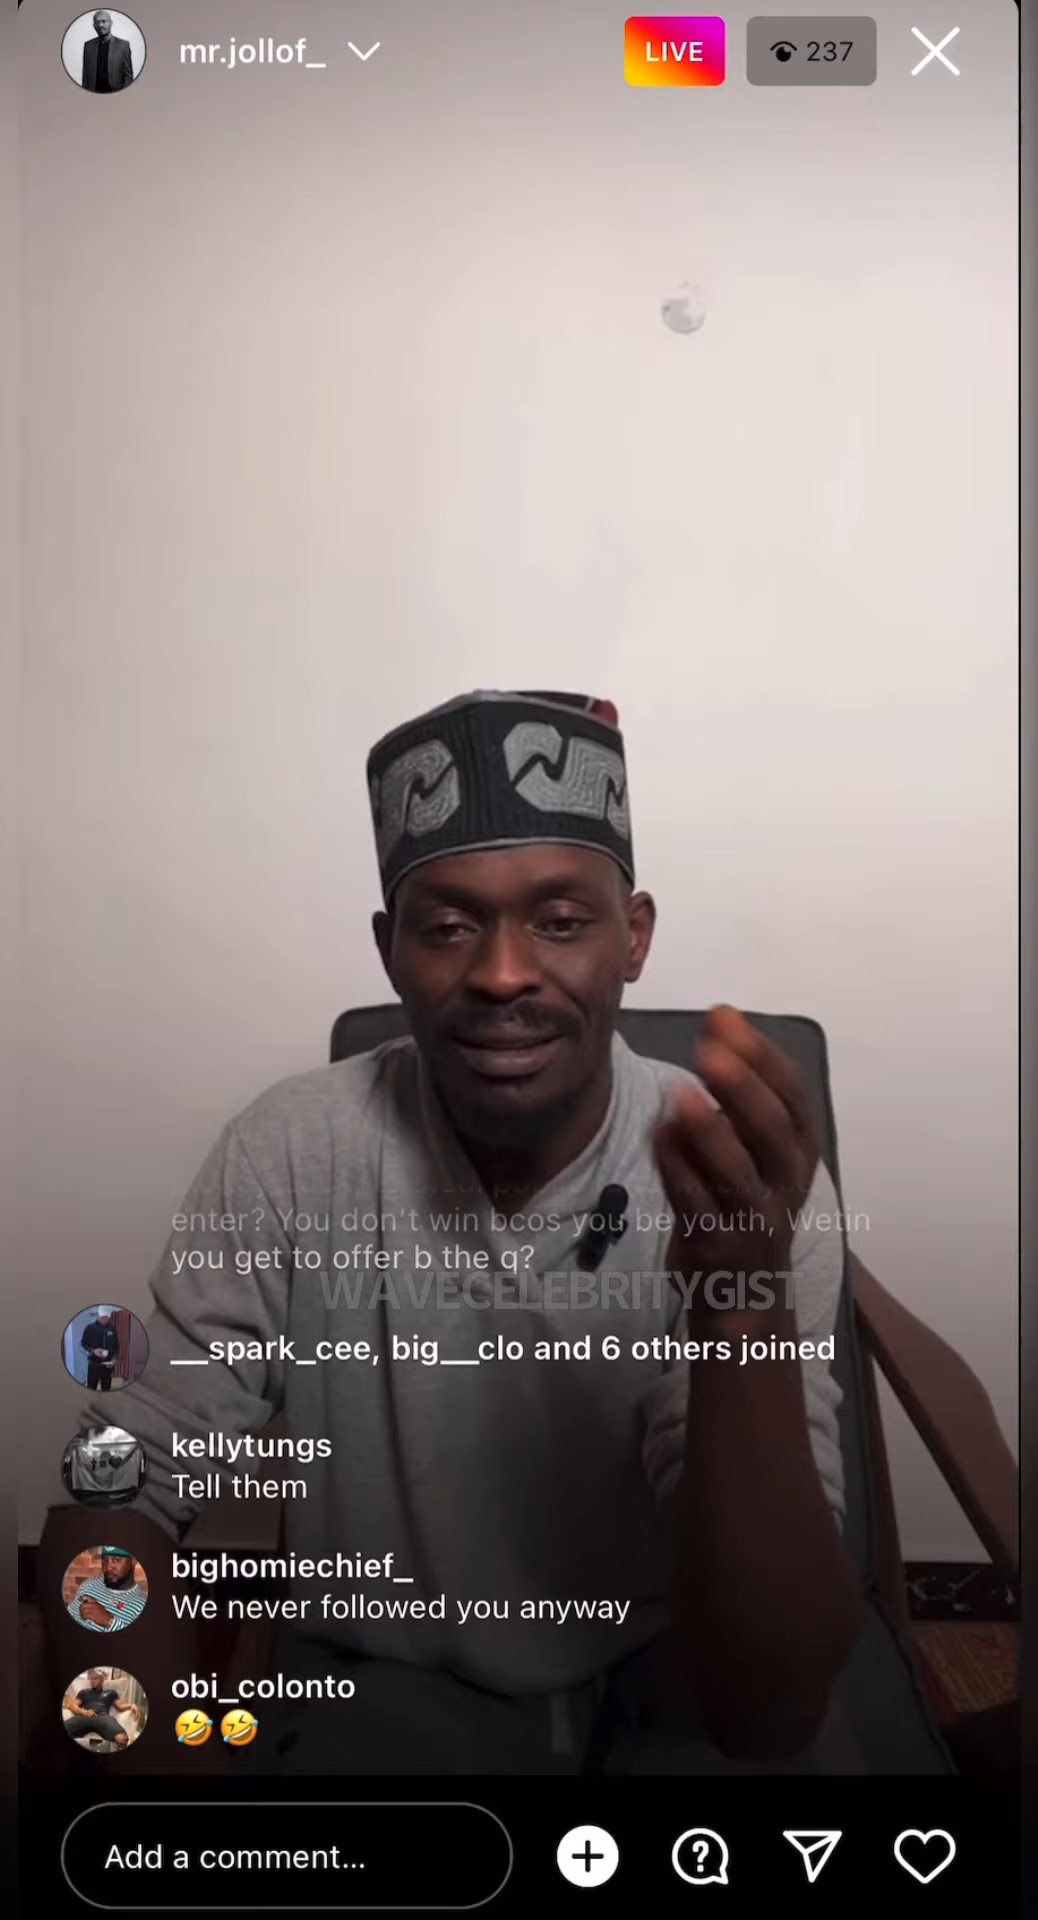 mr.jollof_
LIVE
237
enter? You don't win bcos you be youth, Wetin
you get to offer b the q?
WAVECELEBRITYGIST
__spark_cee, big__clo and 6 others joined
kellytungs
Tell them
bighomiechief_
We never followed you anyway
obi_colonto
🤣🤣
Add a comment...